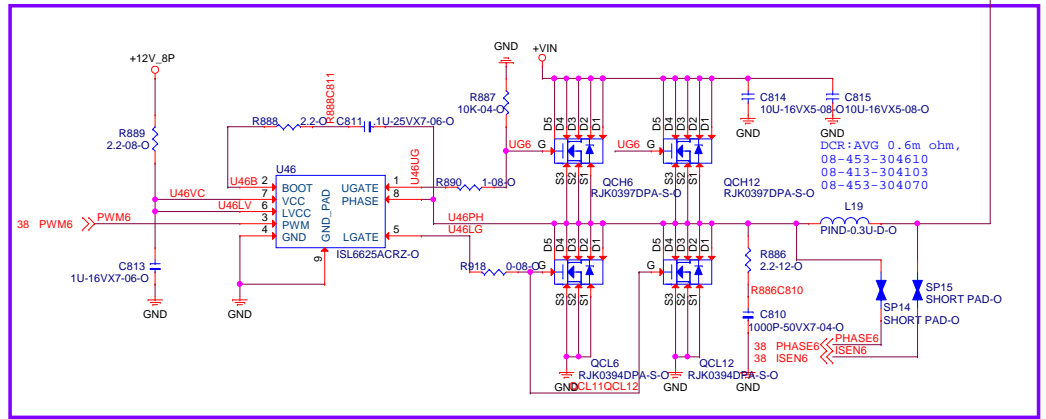 +12V_8P
R889
2.2-08-O
R888
2.2-O
R888C811
C811
.1U-25VX7-06-O
GND
R887
10K-04-O
+VIN
C814
10U-16VX5-08-O
GND
C815
10U-16VX5-08-O
GND
DCR:AVG 0.6m ohm,
08-453-304610
08-413-304103
08-453-304070
U46
U46B
U46VC
U46LV
2
7
6
3
4
BOOT
VCC
LVCC
PWM
GND
GND_PAD
9
UGATE
PHASE
LGATE
1
8
5
ISL6625ACRZ-O
U46UG
R890
1-08-O
U46PH
U46LG
R918
0-08-O
UG6
G
D5
D4
D3
D2
D1
S3
S2
S1
QCH6
RJK0397DPA-S-O
UG6
G
D5
D4
D3
D2
D1
S3
S2
S1
QCH12
RJK0397DPA-S-O
38 PWM6
PWM6
C813
1U-16VX7-06-O
GND
GND
G
D5
D4
D3
D2
D1
S3
S2
S1
QCL6
RJK0394DPA-S-O
GND
QCL11QCL12
G
D5
D4
D3
D2
D1
S3
S2
S1
QCL12
RJK0394DPA-S-O
GND
L19
PIND-0.3U-D-O
R886
2.2-12-O
R886C810
C810
1000P-50VX7-04-O
GND
SP15
SHORT PAD-O
SP14
SHORT PAD-O
38 PHASE6
PHASE6
38 ISEN6
ISEN6